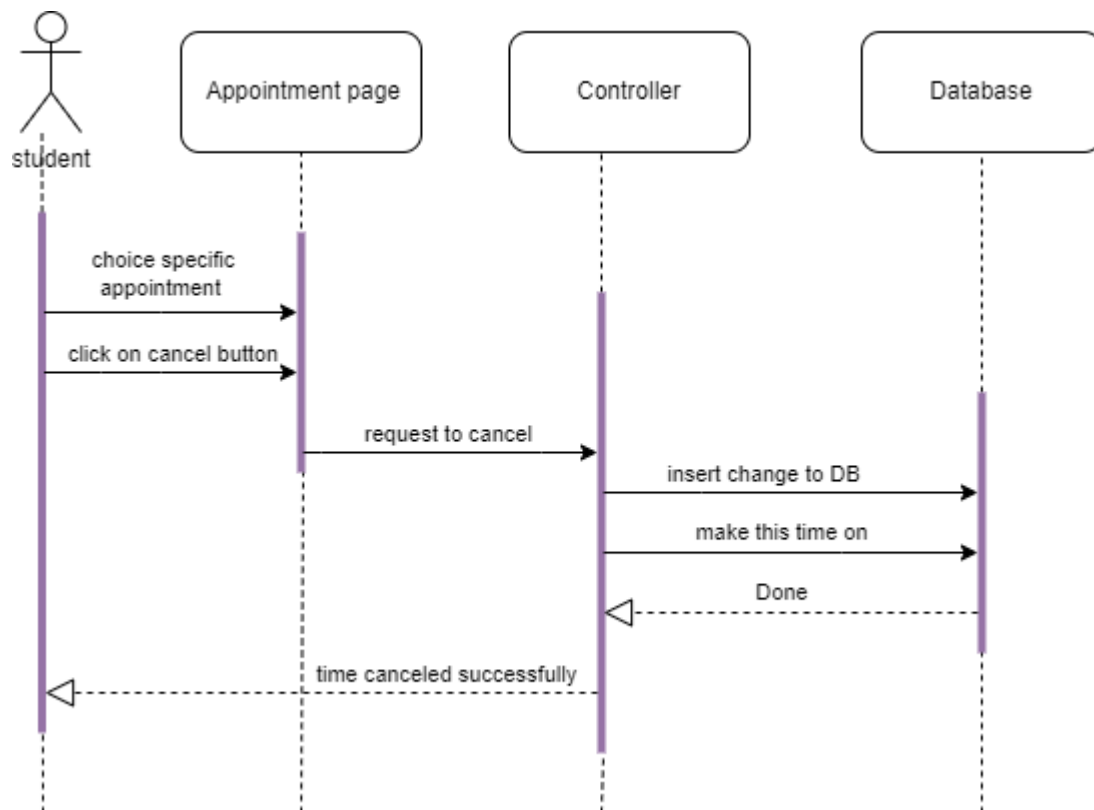 Appointment page
Controller
Database
student
choice specific
appointment
click on cancel button
request to cancel
insert change to DB
make this time on
Done
time canceled successfully